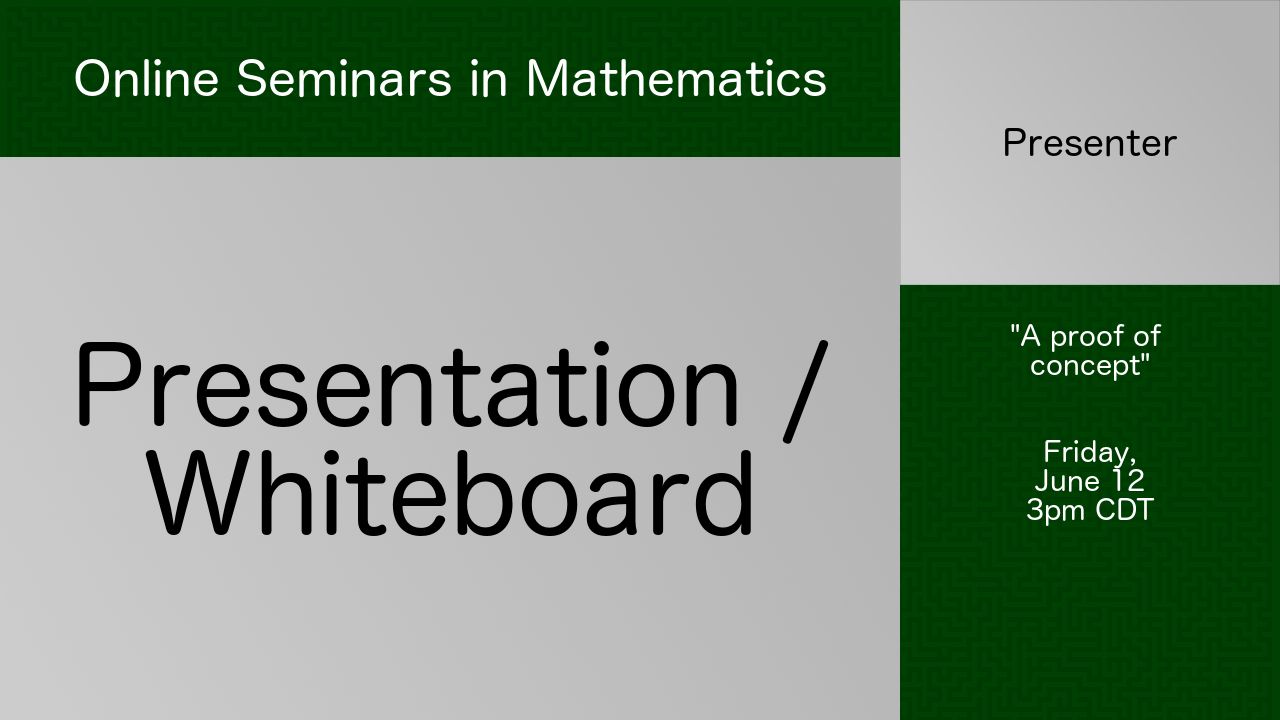 Online Seminars in Mathematics
Presenter
Presentation /
Whiteboard
"A proof of
concept"
Friday,
June 12
3pm CDT